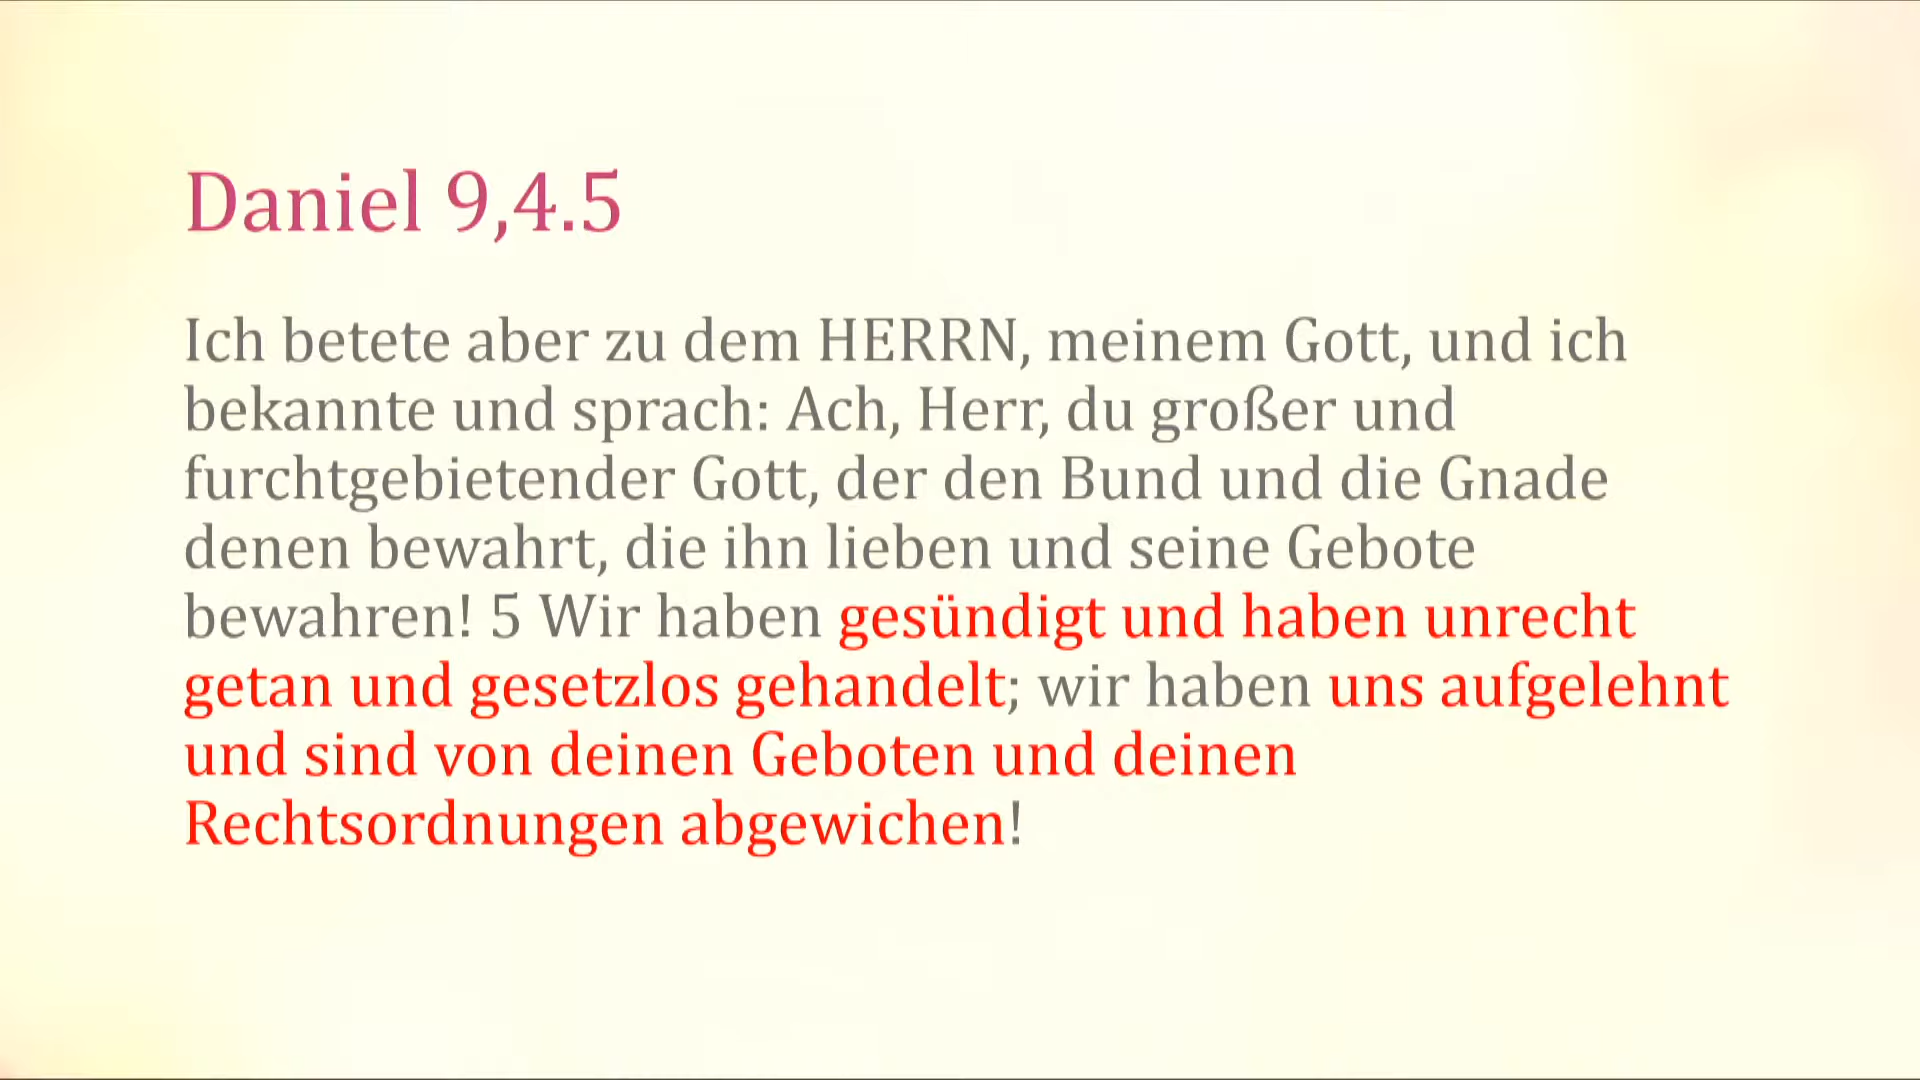 Daniel 9,4.5
Ich betete aber zu dem HERRN, meinem Gott, und ich
bekannte und sprach: Ach, Herr, du großer und
furchtgebietender Gott, der den Bund und die Gnade
denen bewahrt, die ihn lieben und seine Gebote
bewahren! 5 Wir haben gesündigt und haben unrecht
getan und gesetzlos gehandelt; wir haben uns aufgelehnt
und sind von deinen Geboten und deinen
Rechtsordnungen abgewichen!